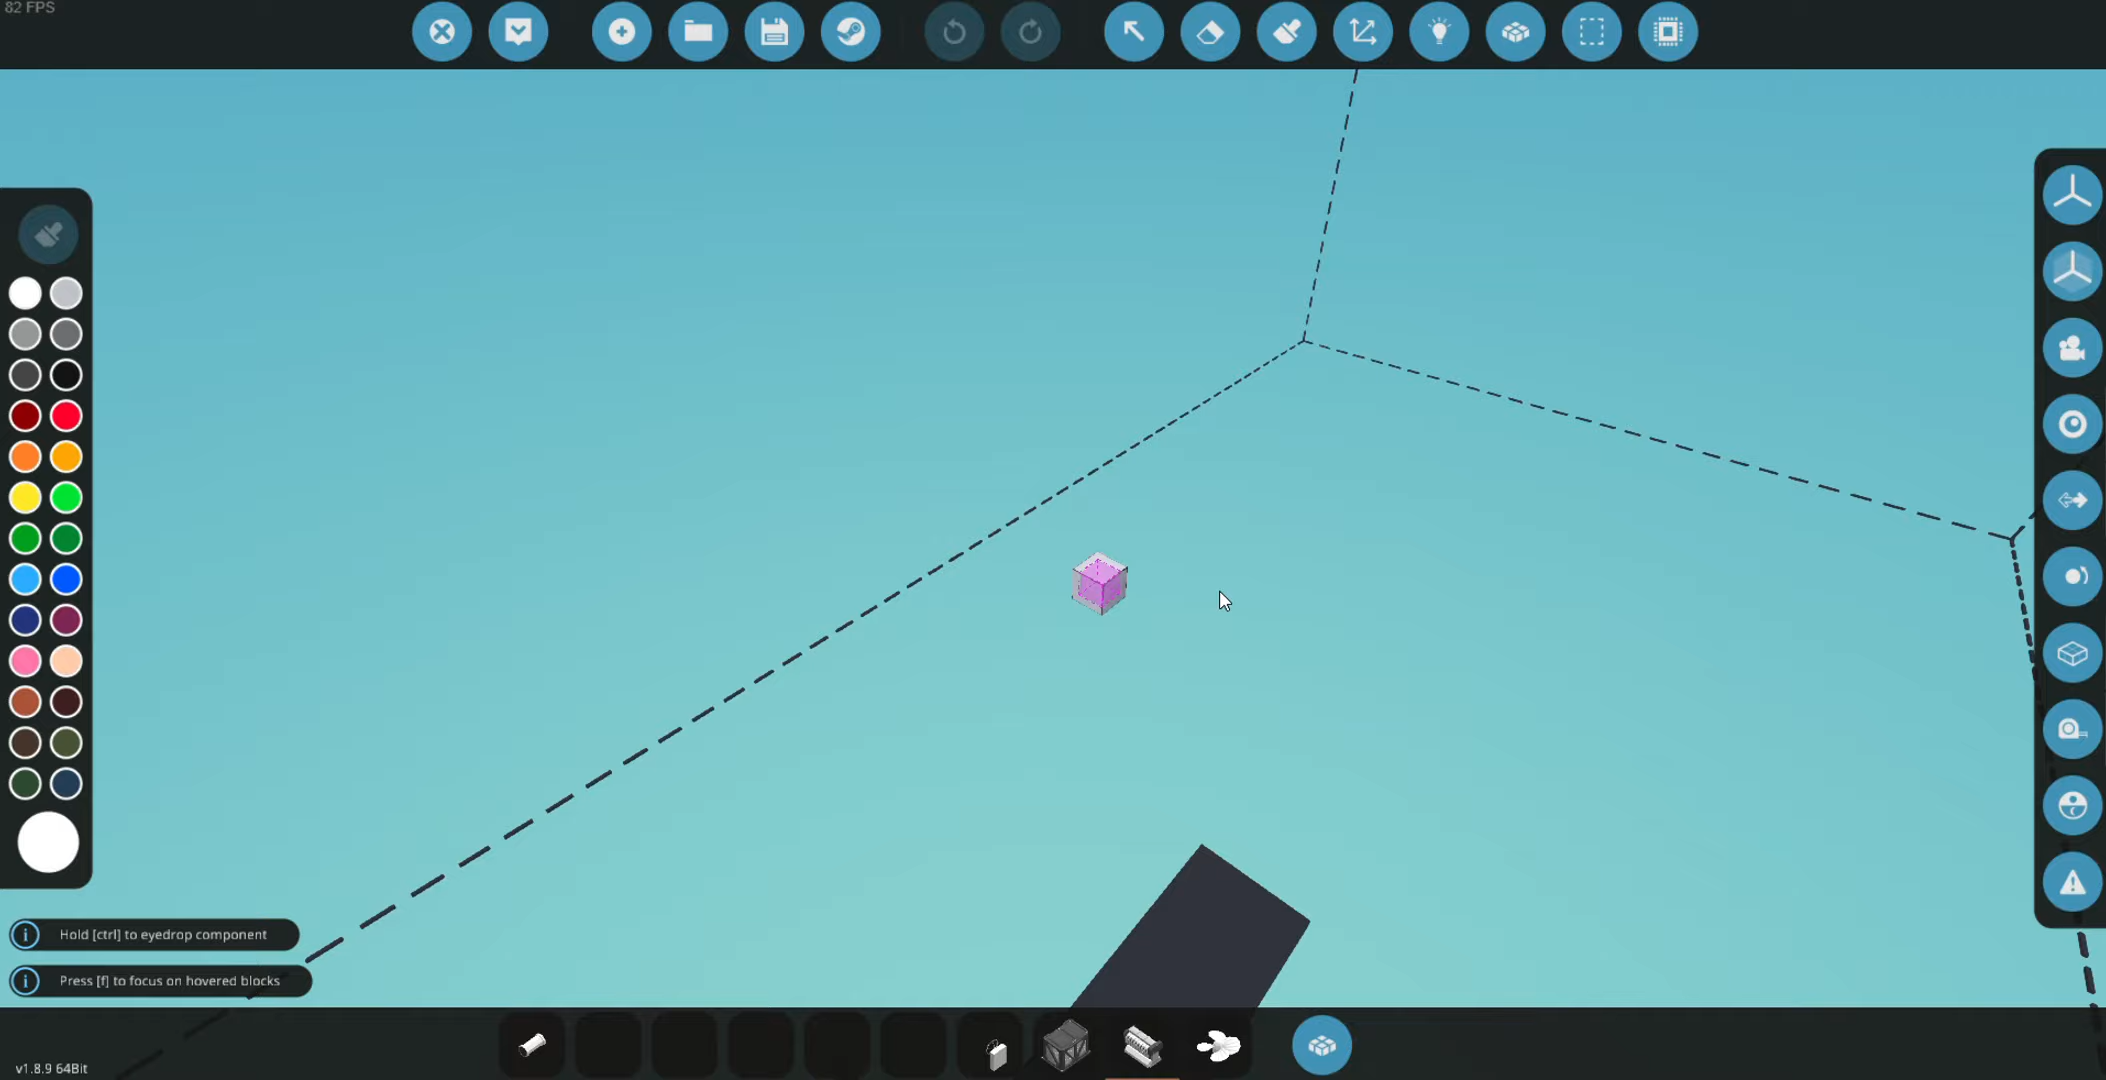 82 FPS
Hold [ctrl] to eyedrop component
Press [f] to focus on hovered blocks
v1.8.9 64Bit